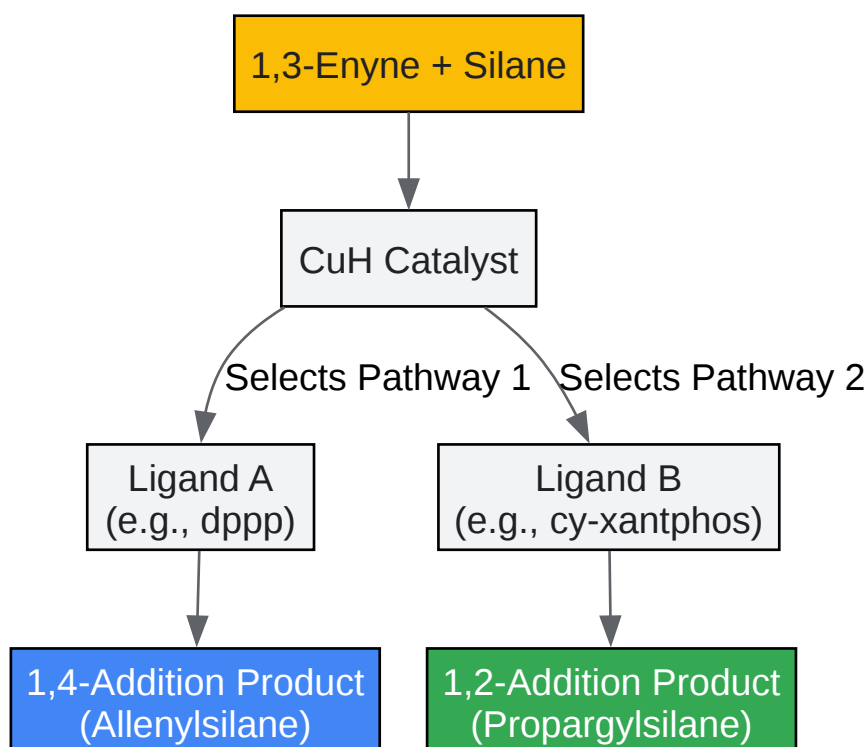 1,3-Enyne + Silane
CuH Catalyst
Selects Pathway 1
Selects Pathway 2
Ligand A
(e.g., dppp)
Ligand B
(e.g., cy-xantphos)
1,4-Addition Product
(Allenylsilane)
1,2-Addition Product
(Propargylsilane)